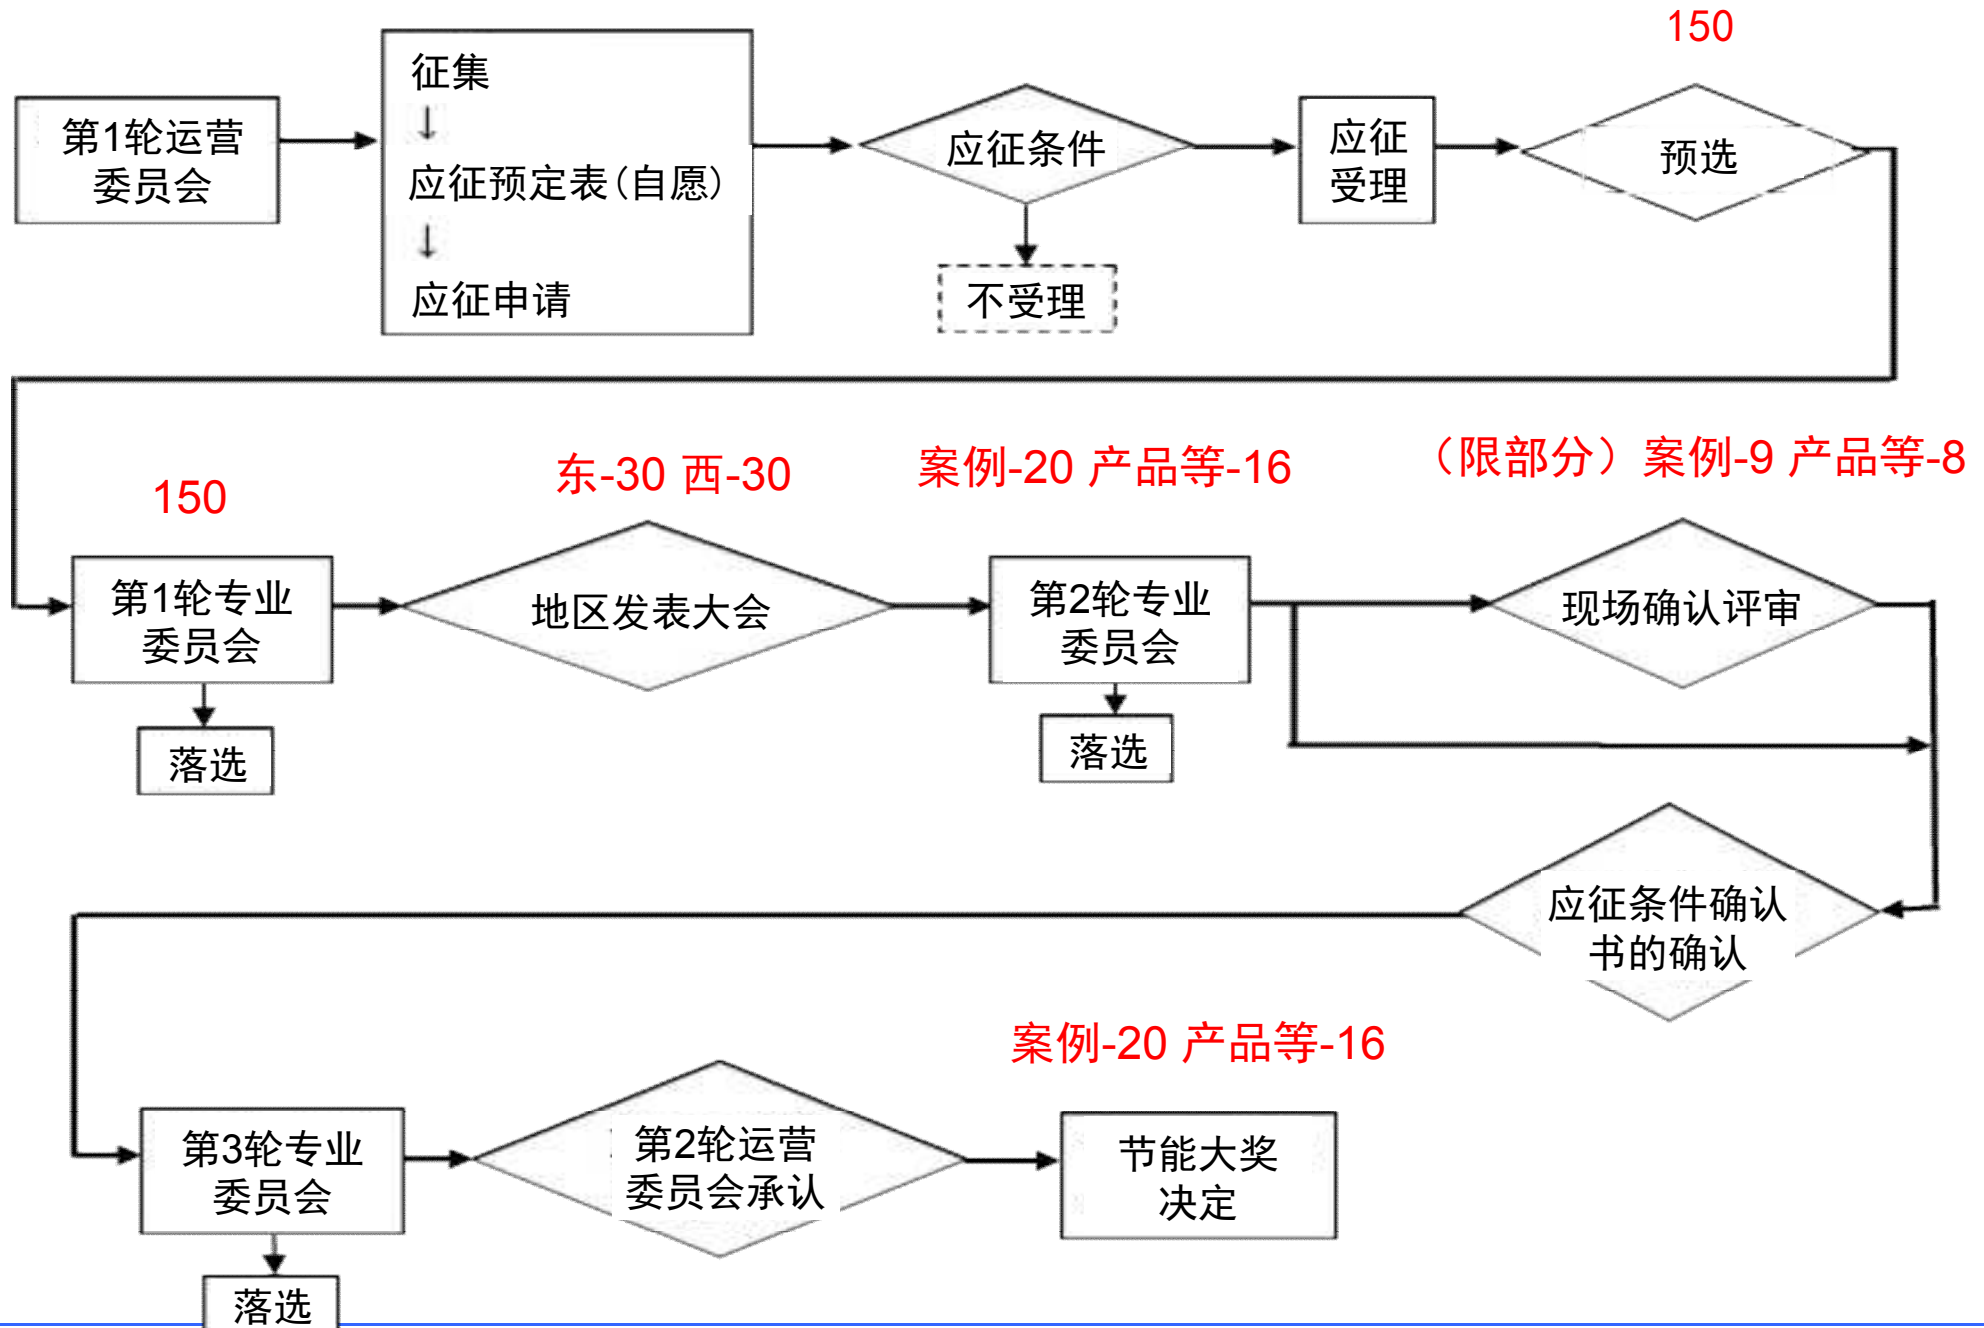 150
第1轮运营
委员会
征集
↓
应征预定表(自愿)
↓
应征申请
应征条件
不受理
应征
受理
预选
150
东-30 西-30
案例-20 产品等-16
（限部分）案例-9 产品等-8
第1轮专业
委员会
落选
地区发表大会
第2轮专业
委员会
落选
现场确认评审
应征条件确认
书的确认
案例-20 产品等-16
第3轮专业
委员会
落选
第2轮运营
委员会承认
节能大奖
决定